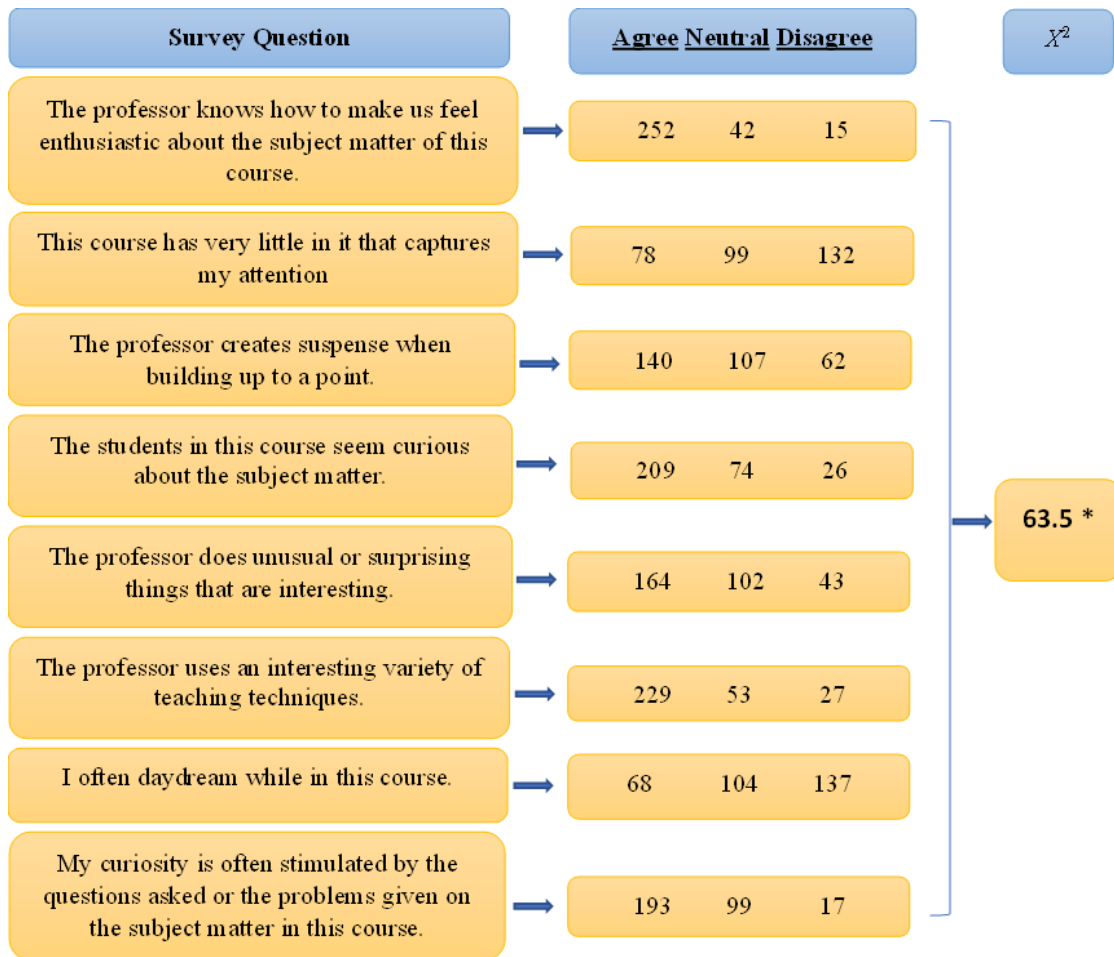 Survey Question
Agree Neutral Disagree
X²
The professor knows how to make us feel
enthusiastic about the subject matter of this
course.
252 42 15
This course has very little in it that captures
my attention
78 99 132
The professor creates suspense when
building up to a point.
140 107 62
The students in this course seem curious
about the subject matter.
209 74 26
63.5 *
The professor does unusual or surprising
things that are interesting.
164 102 43
The professor uses an interesting variety of
teaching techniques.
229 53 27
I often daydream while in this course.
68 104 137
My curiosity is often stimulated by the
questions asked or the problems given on
the subject matter in this course.
193 99 17